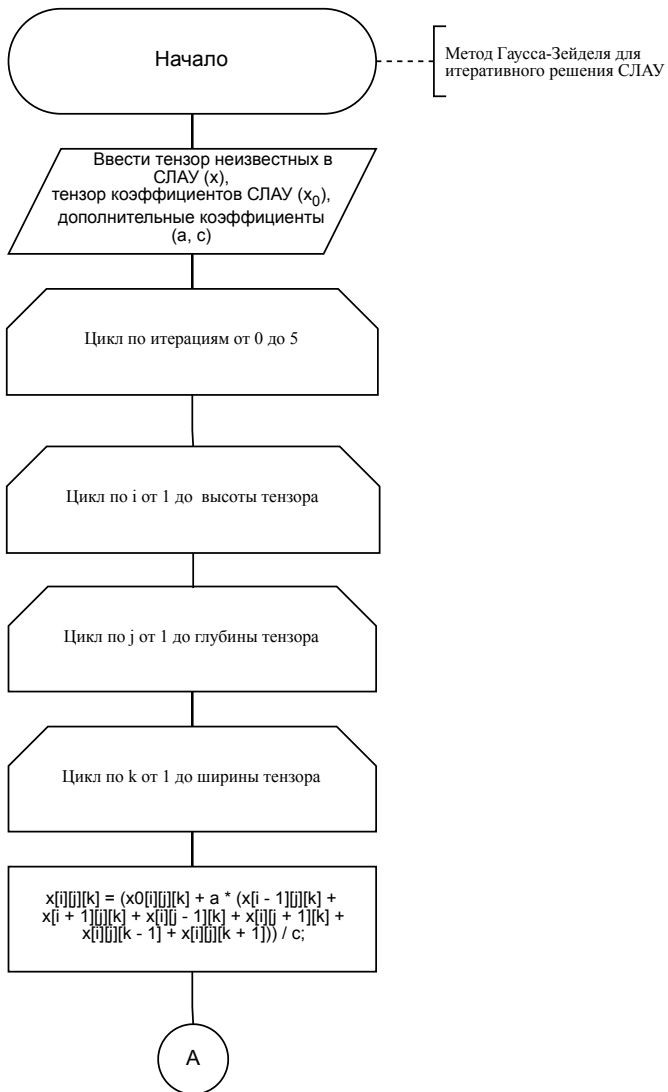 Начало
Метод Гаусса-Зейделя для
итеративного решения СЛАУ
Ввести тензор неизвестных в
СЛАУ (x),
тензор коэффициентов СЛАУ (x₀),
дополнительные коэффициенты
(a, c)
Цикл по итерациям от 0 до 5
Цикл по i от 1 до  высоты тензора
Цикл по j от 1 до глубины тензора
Цикл по k от 1 до ширины тензора
x[i][j][k] = (x0[i][j][k] + a * (x[i - 1][j][k] +
x[i + 1][j][k] + x[i][j - 1][k] + x[i][j + 1][k] +
x[i][j][k - 1] + x[i][j][k + 1])) / c;
A